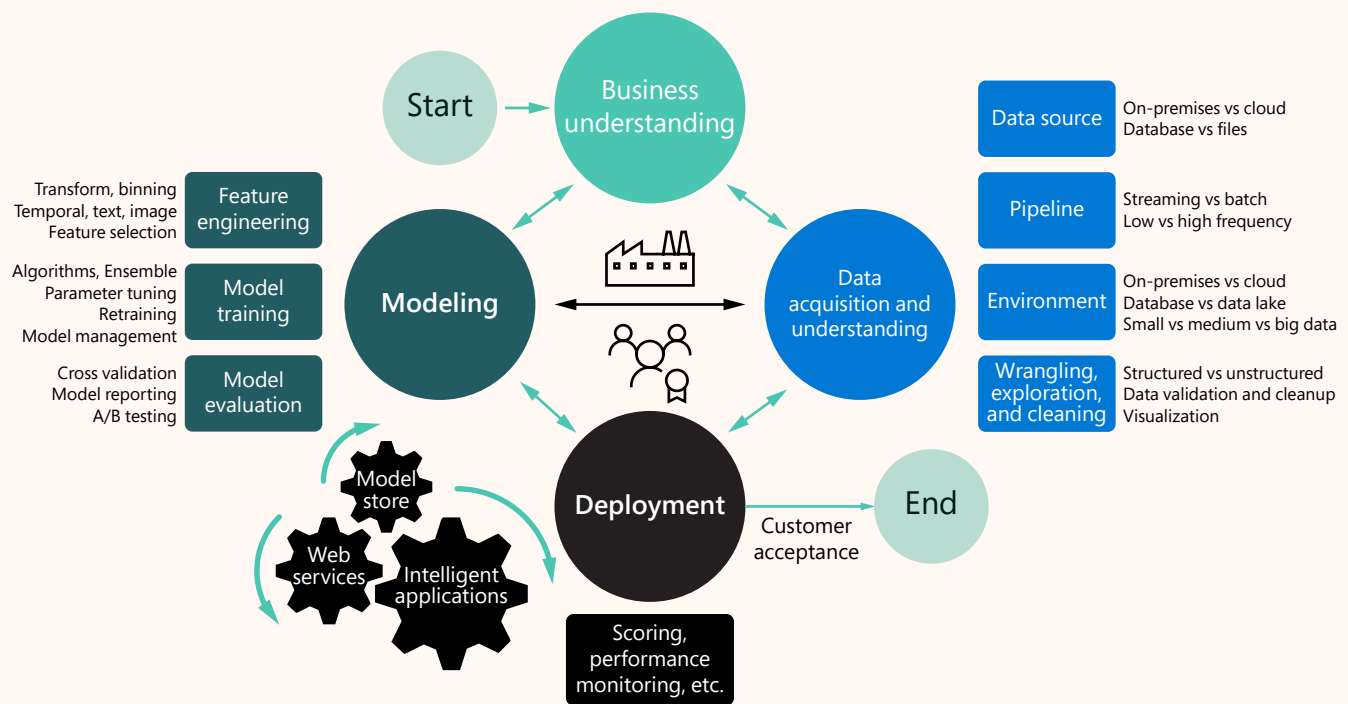 Start
Business
understanding
Data source
On-premises vs cloud
Database vs files
Pipeline
Streaming vs batch
Low vs high frequency
Environment
On-premises vs cloud
Database vs data lake
Small vs medium vs big data
Wrangling,
exploration,
and cleaning
Structured vs unstructured
Data validation and cleanup
Visualization
Transform, binning
Temporal, text, image
Feature selection
Feature
engineering
Algorithms, Ensemble
Parameter tuning
Retraining
Model management
Model
training
Cross validation
Model reporting
A/B testing
Model
evaluation
Modeling
Data
acquisition and
understanding
Model
store
Web
services
Intelligent
applications
Deployment
Customer
acceptance
End
Scoring,
performance
monitoring, etc.